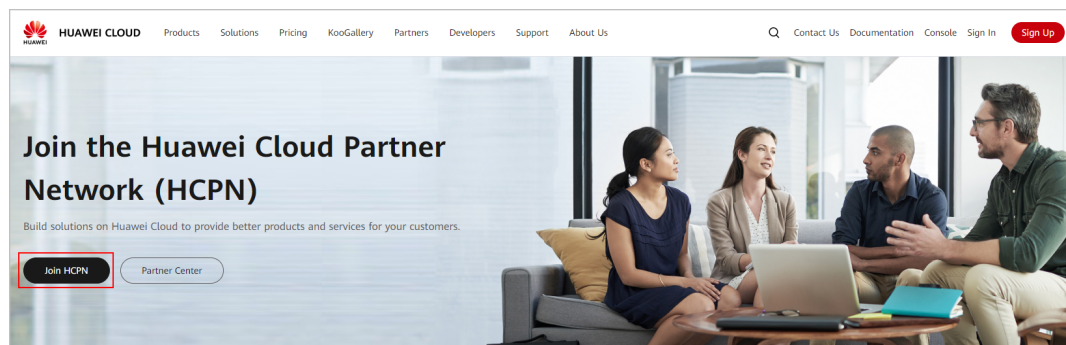 HUAWEI
HUAWEI CLOUD Products Solutions Pricing KooGallery Partners Developers Support About Us Contact Us Documentation Console Sign In Sign Up
Join the Huawei Cloud Partner
Network (HCPN)
Build solutions on Huawei Cloud to provide better products and services for your customers.
Join HCPN Partner Center